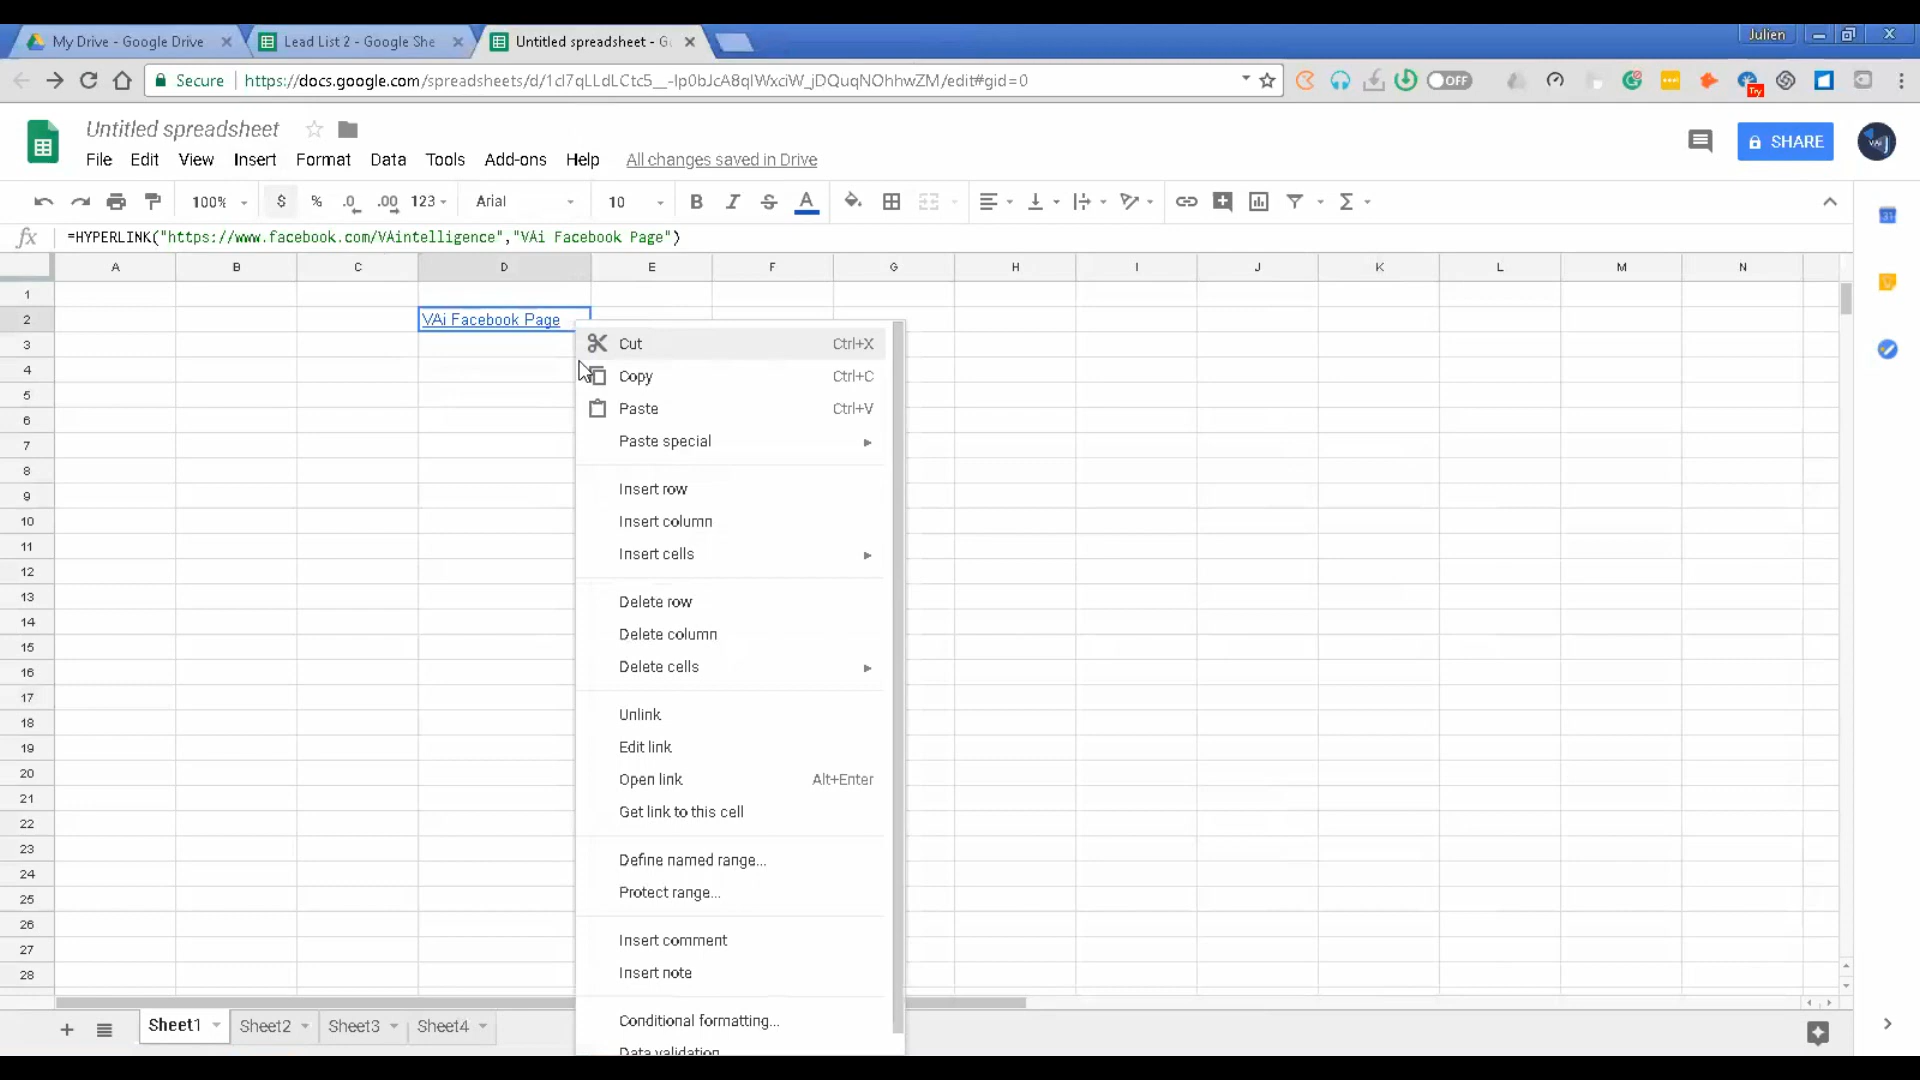 My Drive - Google Drive
Lead List 2 - Google She
Untitled spreadsheet - G
Julien
Secure
https://docs.google.com/spreadsheets/d/1cl7qLLdLCtc5__-Ip0bJcA8qlWxciW_jDQuqNOhhwZM/edit#gid=0
OFF
Try
Untitled spreadsheet
File Edit View Insert Format Data Tools Add-ons Help All changes saved in Drive
SHARE
VAi
100% $ % .0 .00 123 Arial 10 B I S A
31
fx =HYPERLINK("https://www.facebook.com/VAintelligence","VAi Facebook Page")
A B C D E F G H I J K L M N
1
2 VAi Facebook Page
3
4
5
6
7
8
9
10
11
12
13
14
15
16
17
18
19
20
21
22
23
24
25
26
27
28
Cut Ctrl+X
Copy Ctrl+C
Paste Ctrl+V
Paste special
Insert row
Insert column
Insert cells
Delete row
Delete column
Delete cells
Unlink
Edit link
Open link Alt+Enter
Get link to this cell
Define named range...
Protect range...
Insert comment
Insert note
Conditional formatting...
Data validation
Sheet1 Sheet2 Sheet3 Sheet4